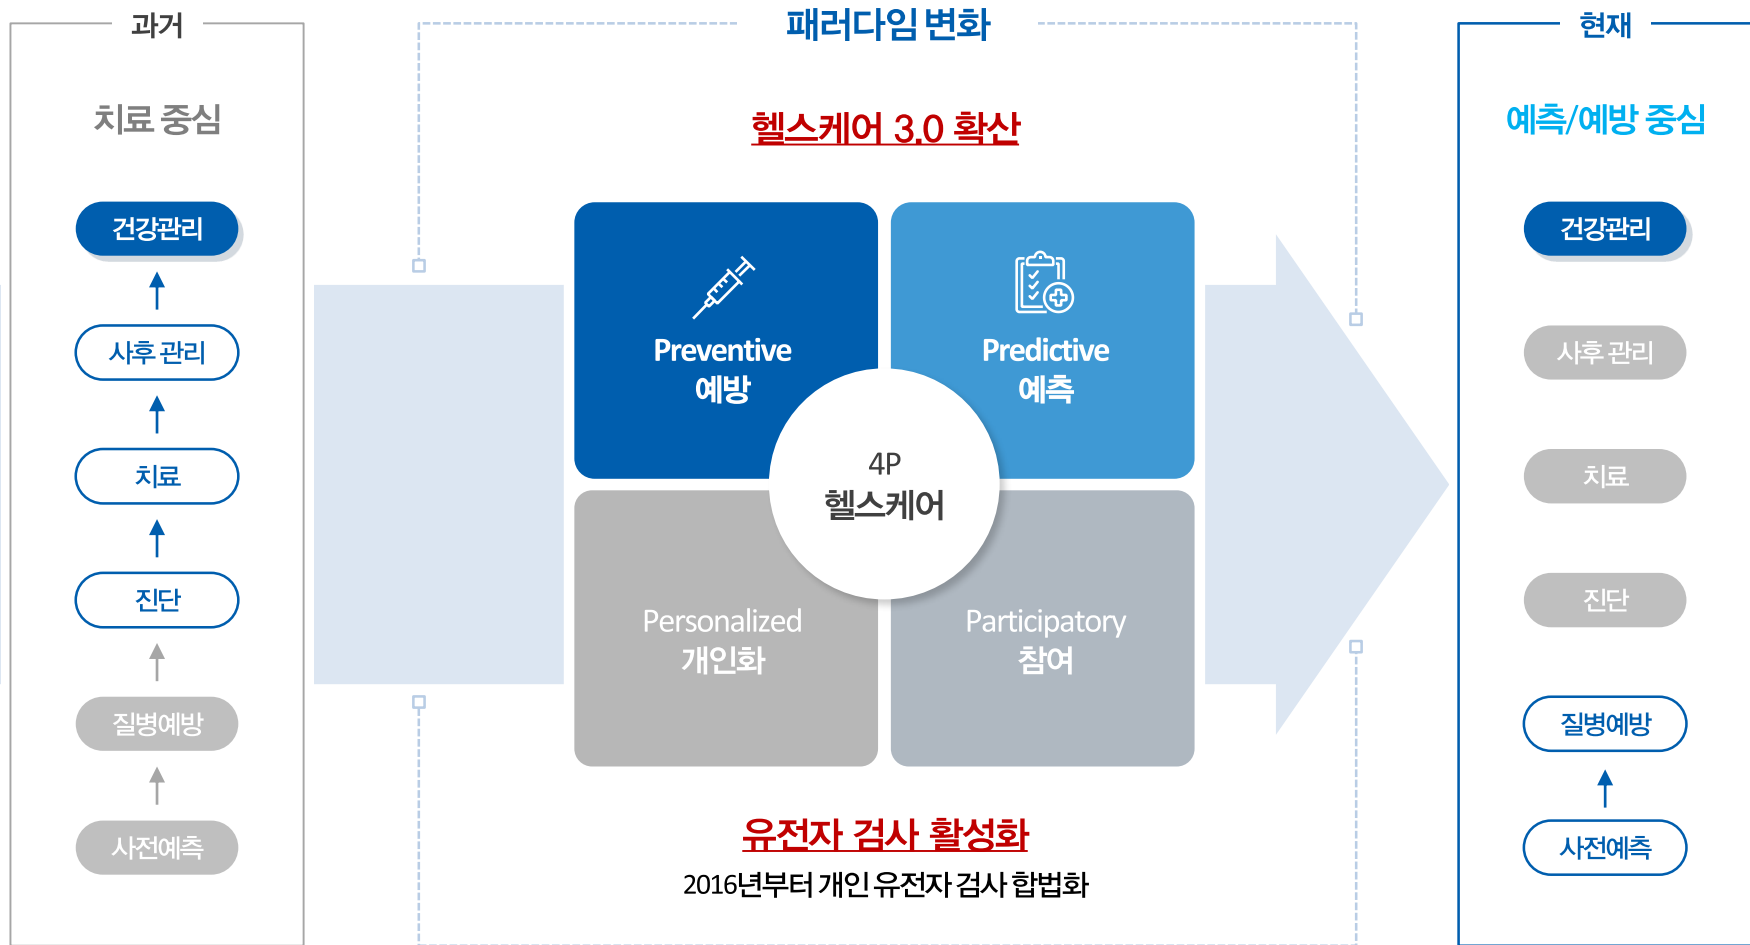 과거
치료 중심
건강관리
사후 관리
치료
진단
질병예방
사전예측
패러다임 변화
헬스케어 3.0 확산
Preventive
예방
Predictive
예측
4P
헬스케어
Personalized
개인화
Participatory
참여
유전자 검사 활성화
2016년부터 개인 유전자 검사 합법화
현재
예측/예방 중심
건강관리
사후 관리
치료
진단
질병예방
사전예측